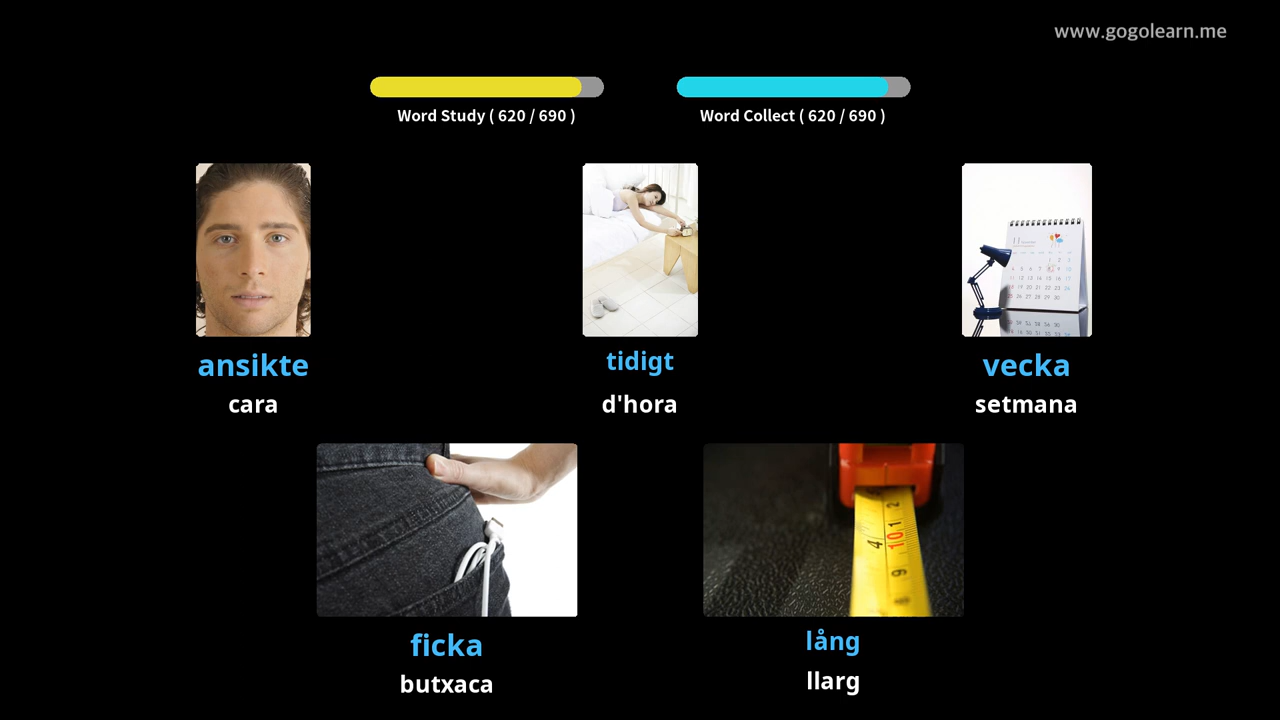 www.gogolearn.me
Word Study ( 620 / 690 )
Word Collect ( 620 / 690 )
ansikte
cara
tidigt
d'hora
vecka
setmana
ficka
butxaca
lång
llarg